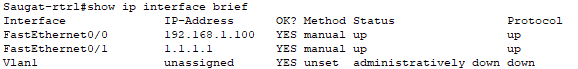 Saugat-rtrl#show ip interface brief
Interface IP-Address OK? Method Status Protocol
FastEthernet0/0 192.168.1.100 YES manual up up
FastEthernet0/1 1.1.1.1 YES manual up up
Vlan1 unassigned YES unset administratively down down